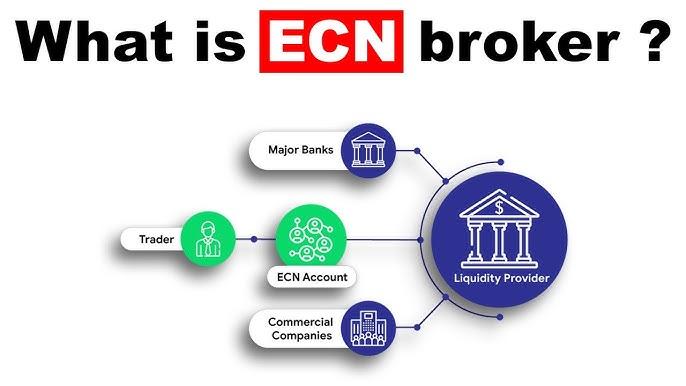 What is ECN broker ?
Major Banks
Trader
ECN Account
$
Liquidity Provider
Commercial
Companies